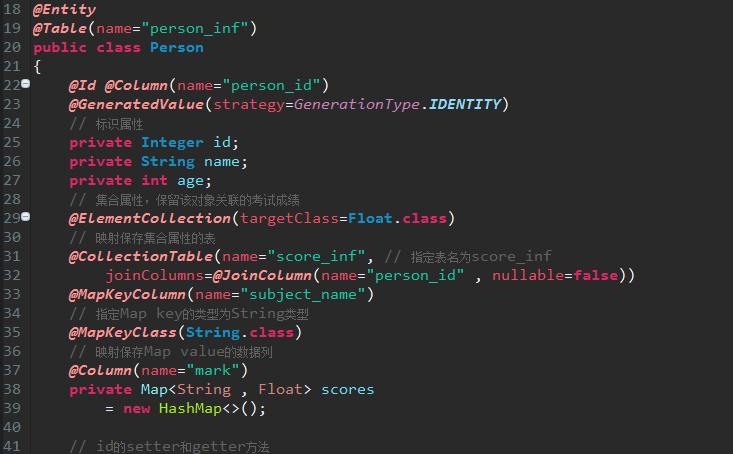 18 @Entity
19 @Table(name="person_inf")
20 public class Person
21 {
22 @Id @Column(name="person_id")
23 @GeneratedValue(strategy=GenerationType.IDENTITY)
24 // 标识属性
25 private Integer id;
26 private String name;
27 private int age;
28 // 集合属性，保留该对象关联的考试成绩
29 @ElementCollection(targetClass=Float.class)
30 // 映射保存集合属性的表
31 @CollectionTable(name="score_inf", // 指定表名为score_inf
32 joinColumns=@JoinColumn(name="person_id" , nullable=false))
33 @MapKeyColumn(name="subject_name")
34 // 指定Map key的类型为String类型
35 @MapKeyClass(String.class)
36 // 映射保存Map value的数据列
37 @Column(name="mark")
38 private Map<String , Float> scores
39 = new HashMap<>();
40
41 // id的setter和getter方法